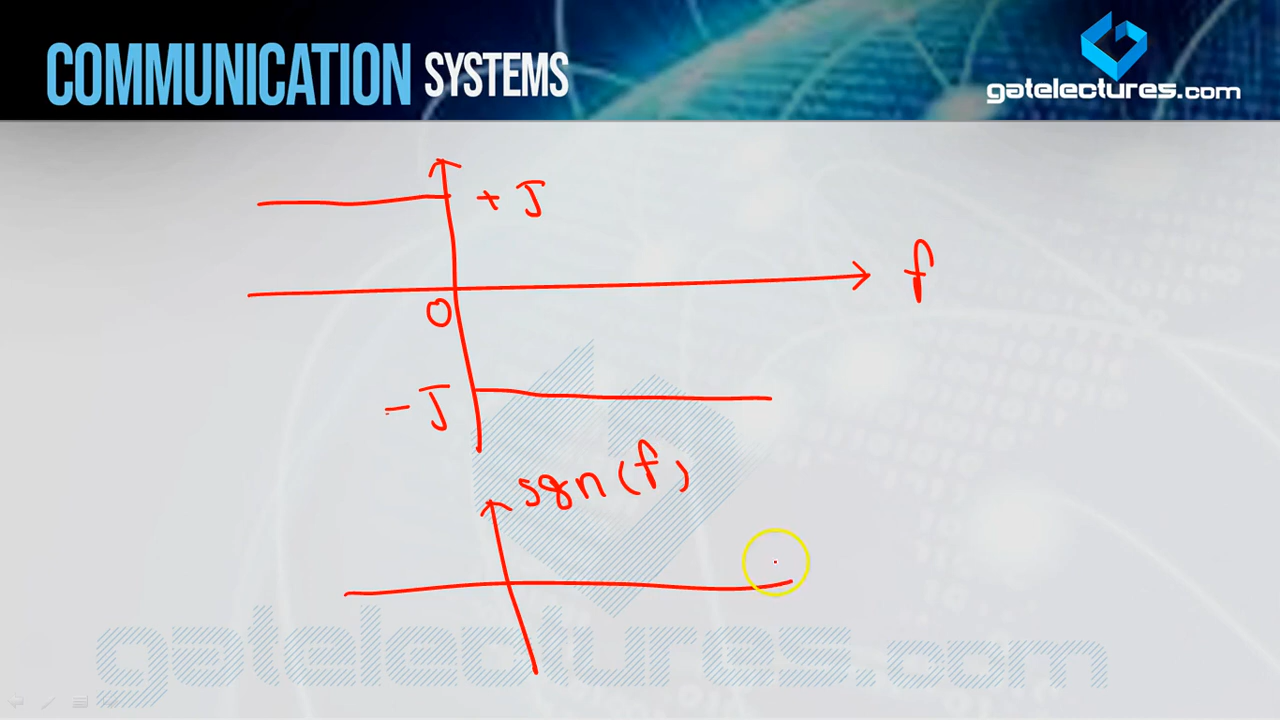 COMMUNICATION SYSTEMS
gatelectures.com
+ J
f
0
- J
sgn(f)
gatelectures.com